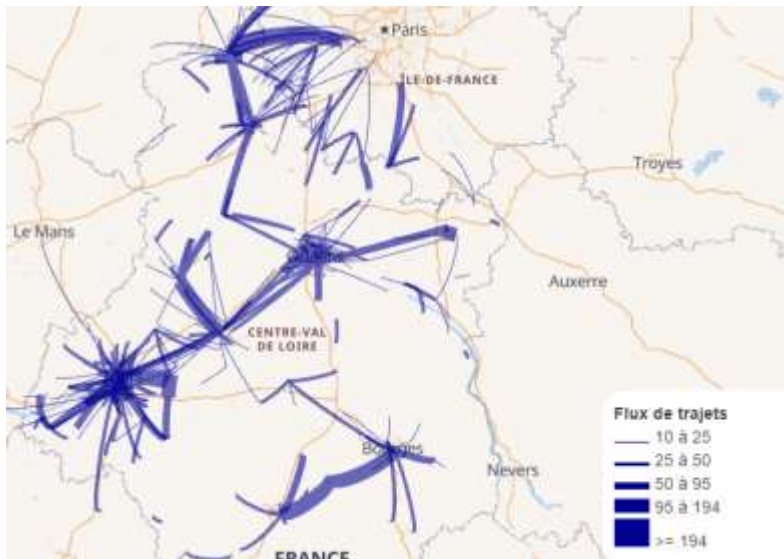 Paris
ÎLE-DE-FRANCE
Troyes
Le Mans
Auxerre
CENTRE-VAL
DE LOIRE
Bourges
Nevers
FRANCE
Flux de trajets
10 à 25
25 à 50
50 à 95
95 à 194
>= 194